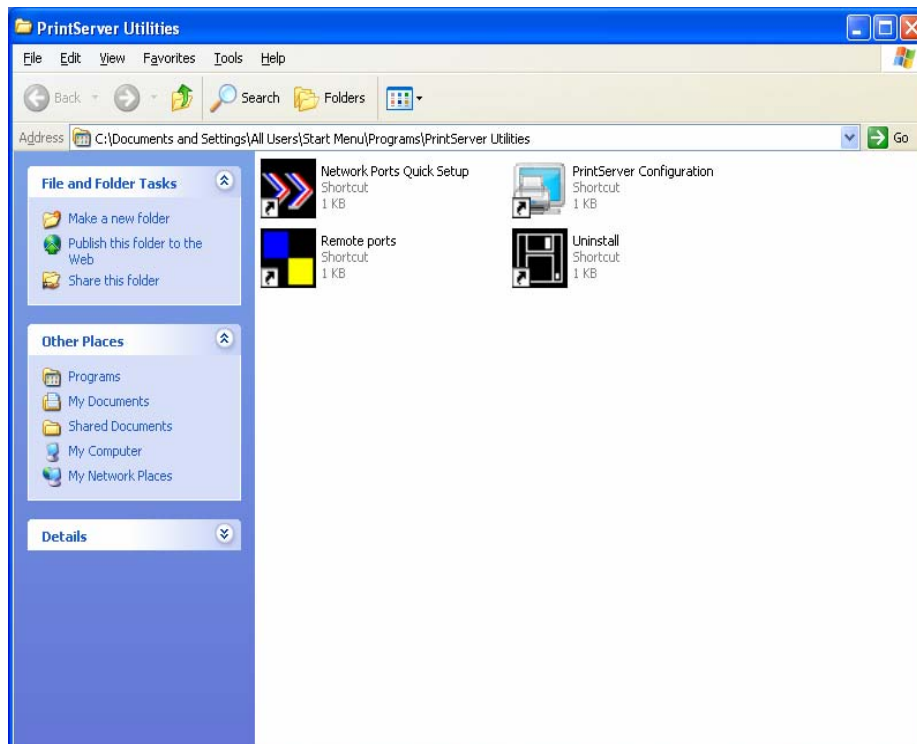 PrintServer Utilities
File Edit View Favorites Tools Help
Back Search Folders
Address C:\Documents and Settings\All Users\Start Menu\Programs\PrintServer Utilities Go
File and Folder Tasks
Make a new folder
Publish this folder to the
Web
Share this folder
Other Places
Programs
My Documents
Shared Documents
My Computer
My Network Places
Details
Network Ports Quick Setup
Shortcut
1 KB
PrintServer Configuration
Shortcut
1 KB
Remote ports
Shortcut
1 KB
Uninstall
Shortcut
1 KB